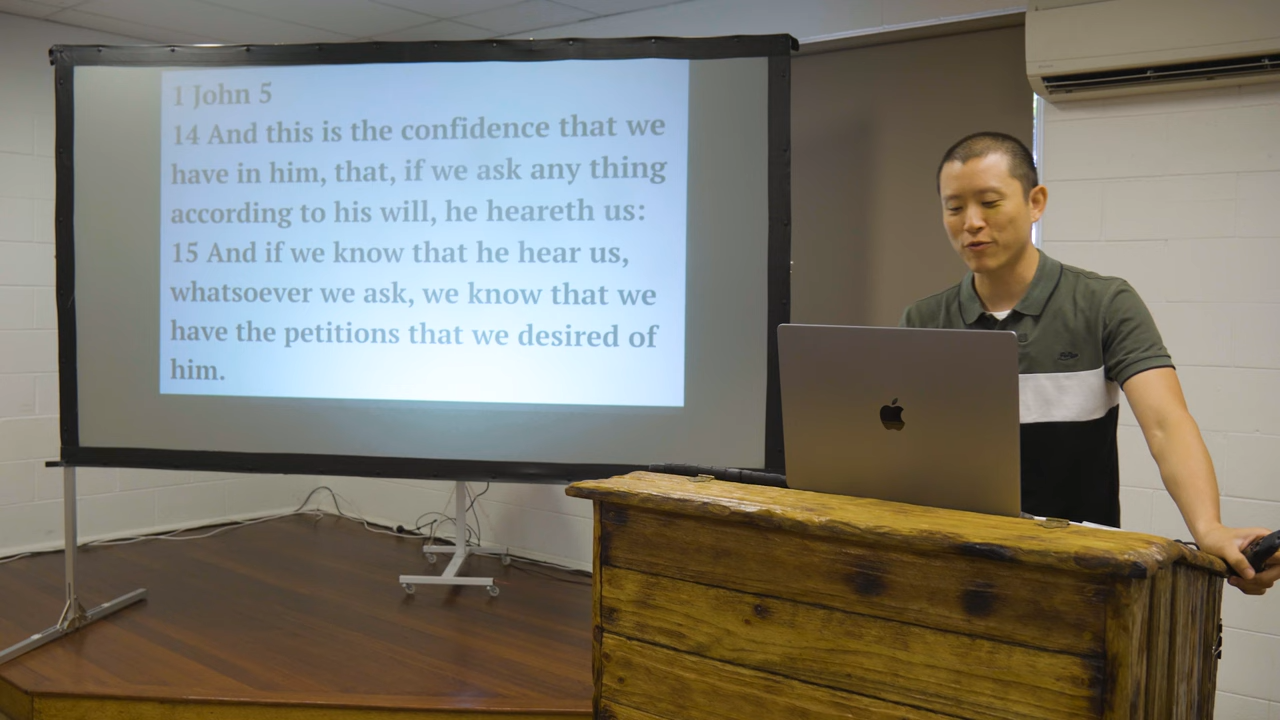 1 John 5
14 And this is the confidence that we
have in him, that, if we ask any thing
according to his will, he heareth us:
15 And if we know that he hear us,
whatsoever we ask, we know that we
have the petitions that we desired of
him.